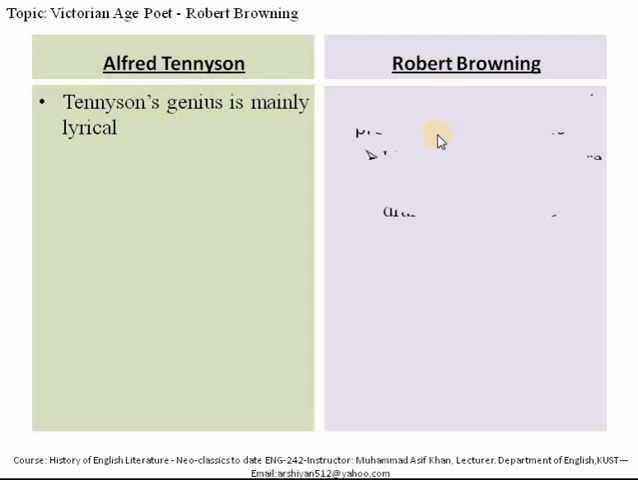 Topic: Victorian Age Poet - Robert Browning
Alfred Tennyson
Robert Browning
• Tennyson's genius is mainly
lyrical
Course: History of English Literature - Neo-classics to date ENG-242-Instructor: Muhammad Asif Khan, Lecturer. Department of English,KUST—
Email:arshiyan512@yahoo.com